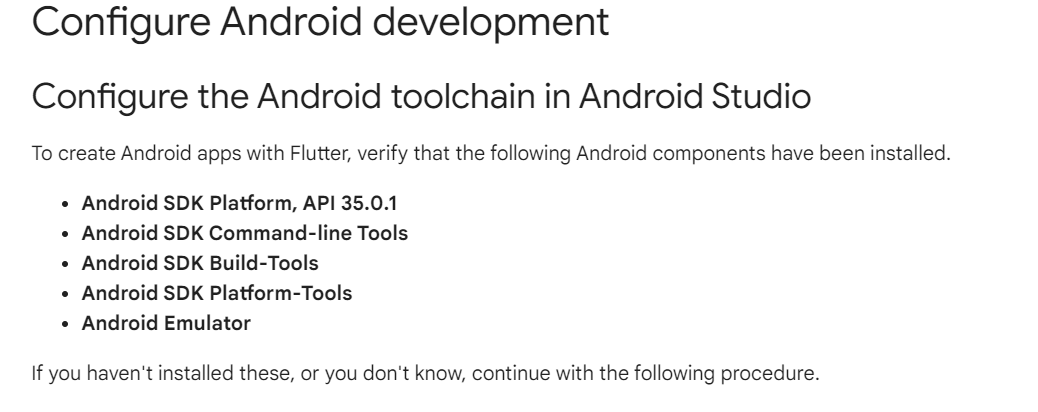 Configure Android development
Configure the Android toolchain in Android Studio
To create Android apps with Flutter, verify that the following Android components have been installed.
• Android SDK Platform, API 35.0.1
• Android SDK Command-line Tools
• Android SDK Build-Tools
• Android SDK Platform-Tools
• Android Emulator
If you haven't installed these, or you don't know, continue with the following procedure.